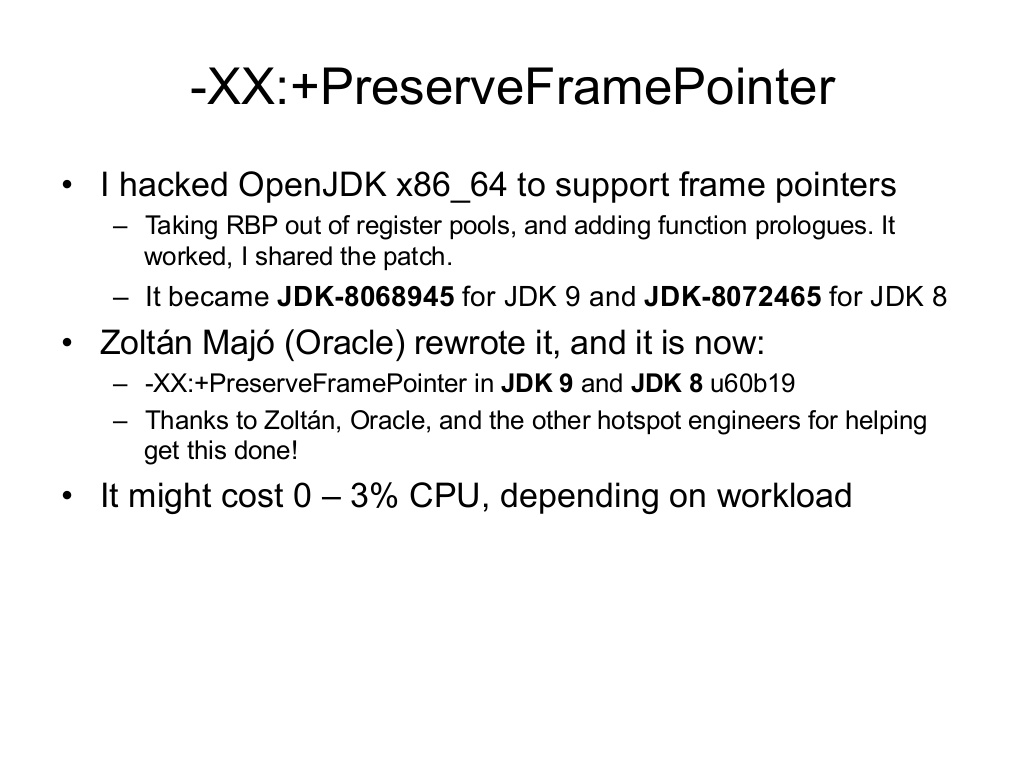 -XX:+PreserveFramePointer
• I hacked OpenJDK x86_64 to support frame pointers
– Taking RBP out of register pools, and adding function prologues. It
worked, I shared the patch.
– It became JDK-8068945 for JDK 9 and JDK-8072465 for JDK 8
• Zoltán Majó (Oracle) rewrote it, and it is now:
– -XX:+PreserveFramePointer in JDK 9 and JDK 8 u60b19
– Thanks to Zoltán, Oracle, and the other hotspot engineers for helping
get this done!
• It might cost 0 – 3% CPU, depending on workload